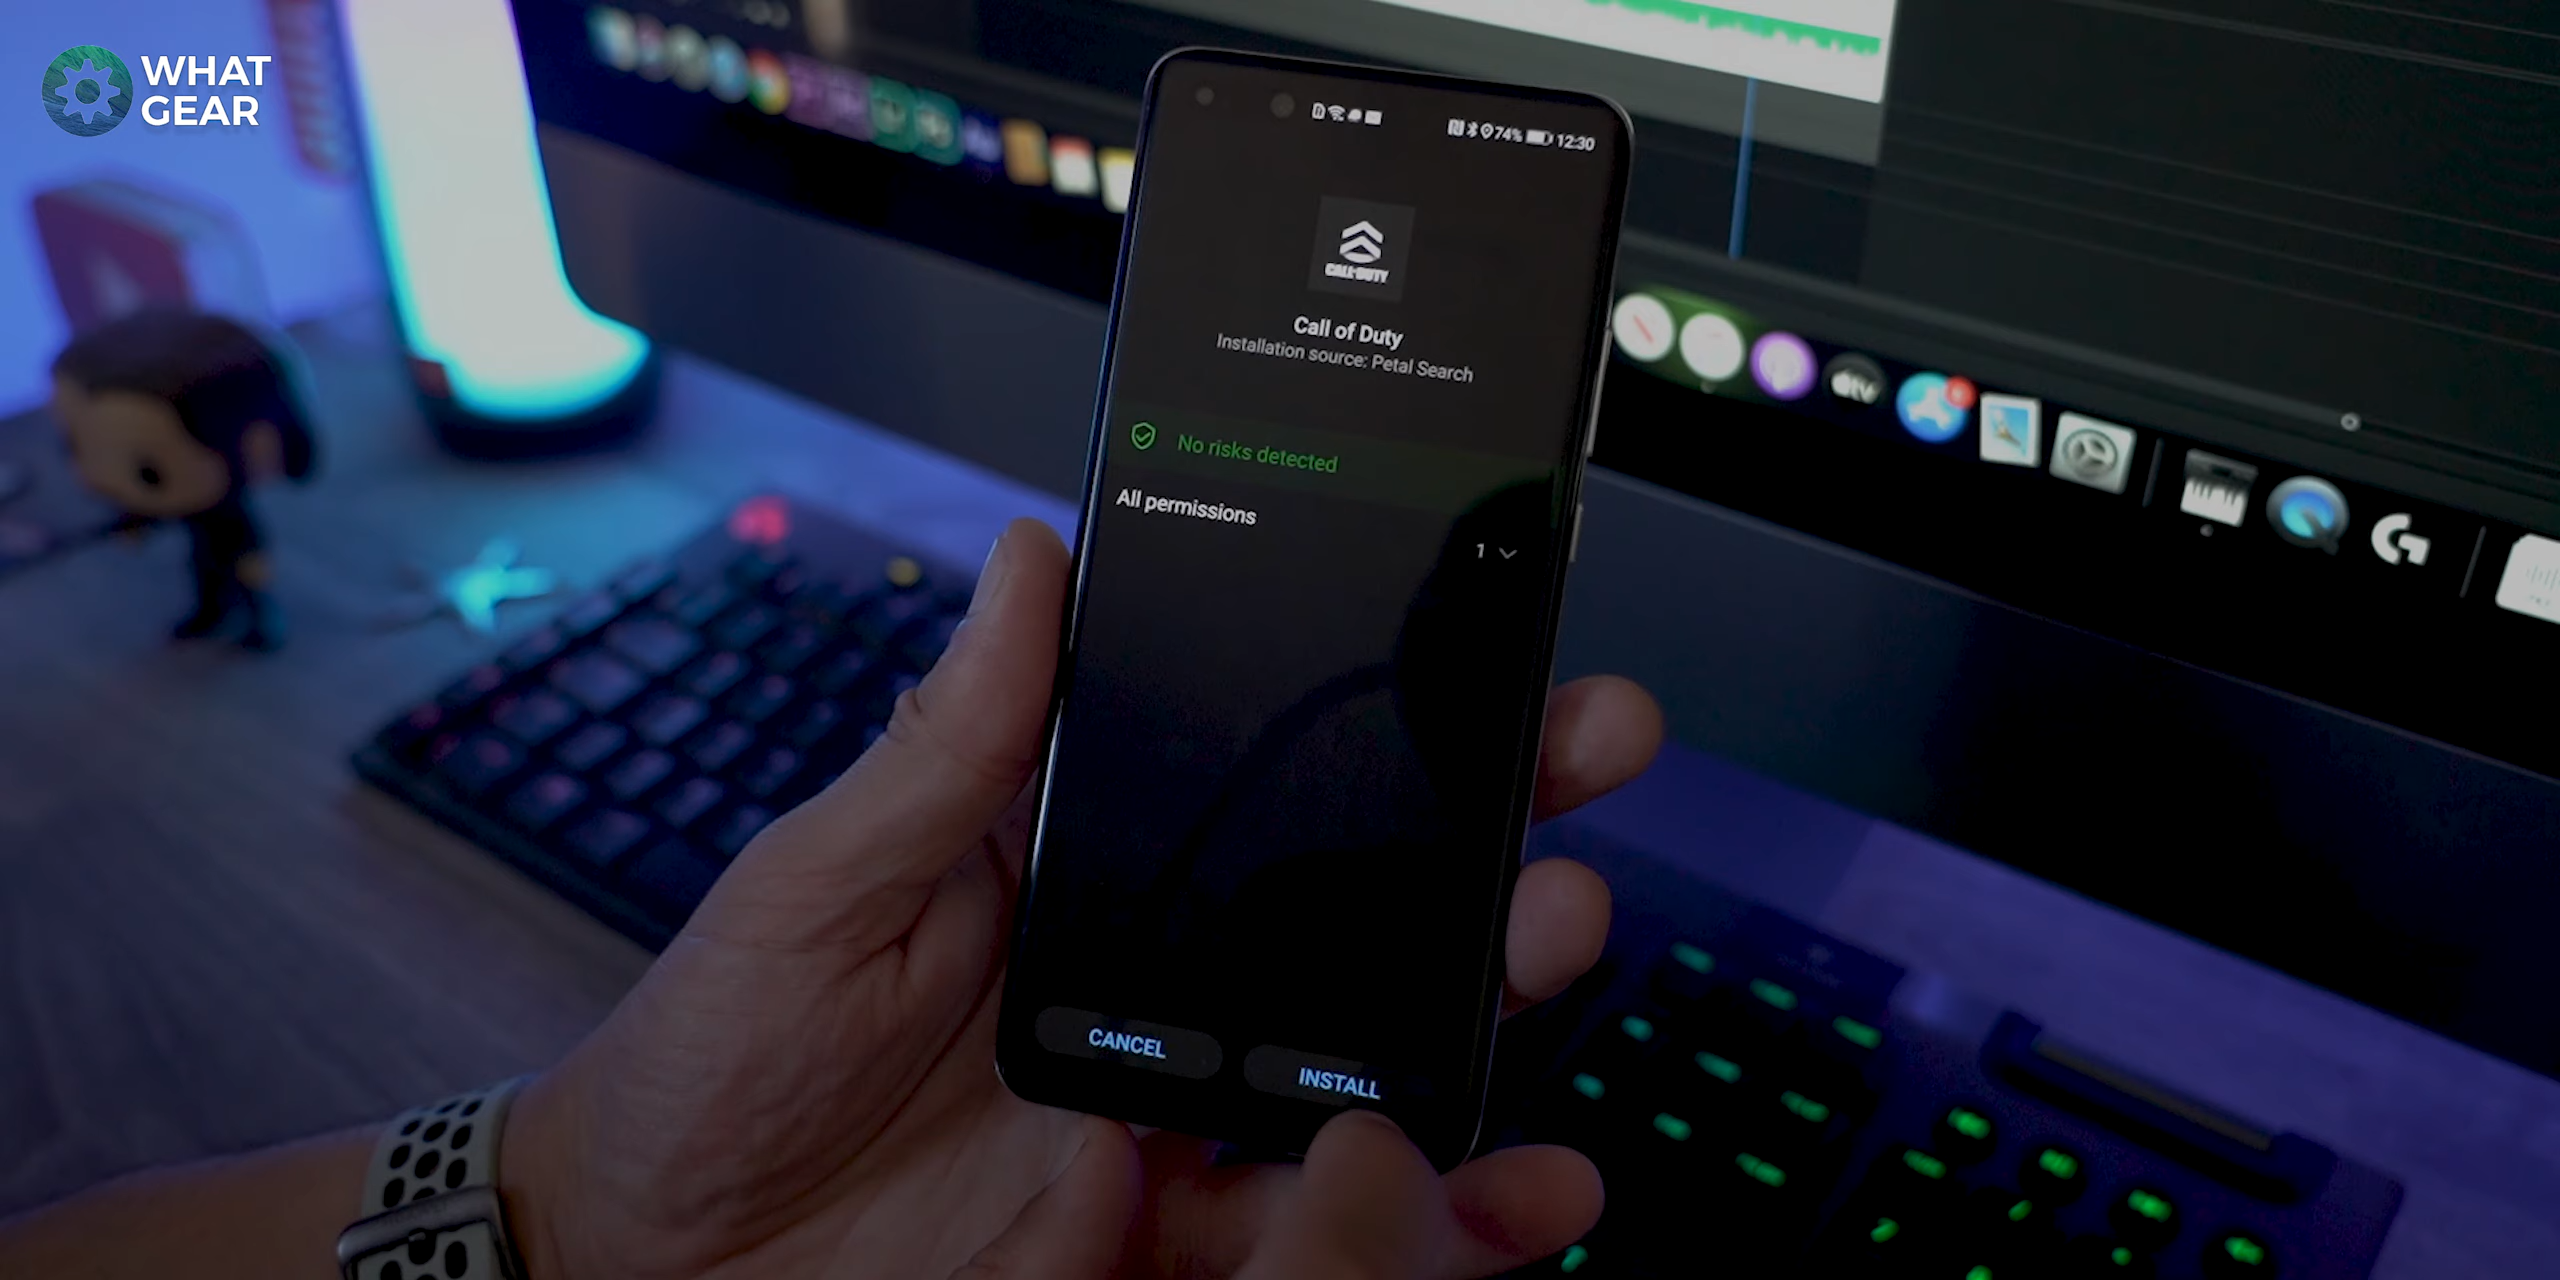 WHAT
GEAR
74% 12:30
CALL OF DUTY
Call of Duty
Installation source: Petal Search
No risks detected
All permissions
1
CANCEL
INSTALL
tv